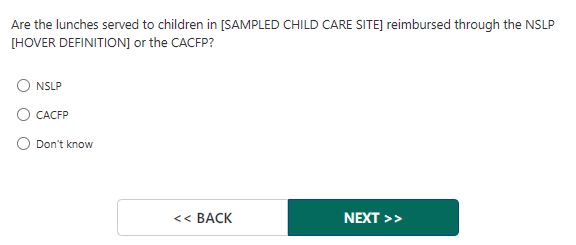 Are the lunches served to children in [SAMPLED CHILD CARE SITE] reimbursed through the NSLP
[HOVER DEFINITION] or the CACFP?
NSLP
CACFP
Don't know
<< BACK
NEXT >>